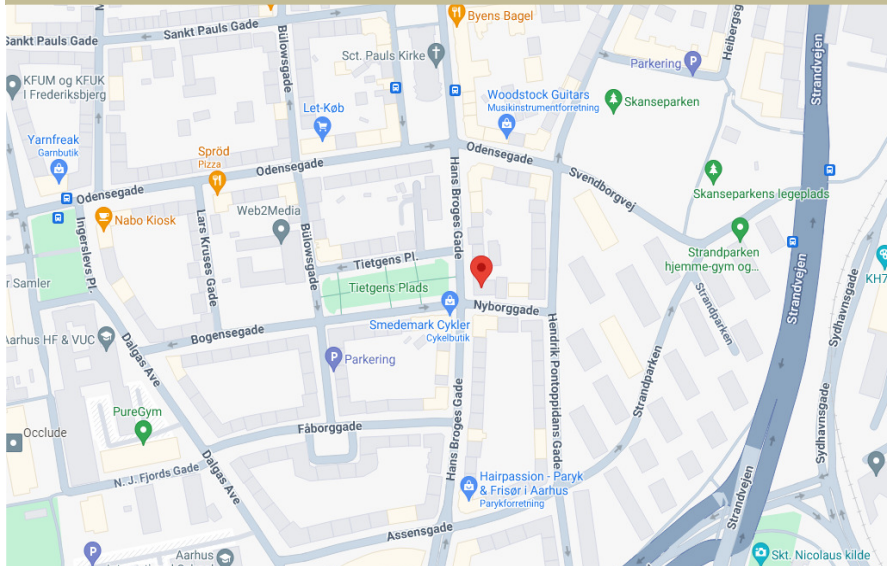 Sankt Pauls Gade
Sankt Pauls Gade
Bülowsgade
Sct. Pauls Kirke
Byens Bagel
Heibergsg
Parkering
Strandvejen
KFUM og KFUK
I Frederiksbjerg
Let-Køb
Woodstock Guitars
Musikinstrumentforretning
Skanseparken
Yarnfreak
Garnbutik
Spröd
Pizza
Odensegade
Odensegade
Odensegade
Hans Broges Gade
Svendborgvej
Skanseparkens legeplads
Nabo Kiosk
Ingerslevs Pl.
Lars Kruses Gade
Web2Media
Bülowsgade
Tietgens Pl.
Tietgens Plads
Strandparken
hjemme-gym og...
Strandparken
Sydhavnsgade
KH7
r Samler
Smedemark Cykler
Cykelbutik
Nyborggade
Strandvejen
Aarhus HF & VUC
Bogensegade
Dalgas Ave
Parkering
Hendrik Pontoppidans Gade
Strandparken
PureGym
Occlude
Fåborggade
Hans Broges Gade
Sydhavnsgade
N. J. Fjords Gade
Dalgas Ave
Hairpassion - Paryk
& Frisør i Aarhus
Parykforretning
Strandvejen
Assensgade
Aarhus
Skt. Nicolaus kilde